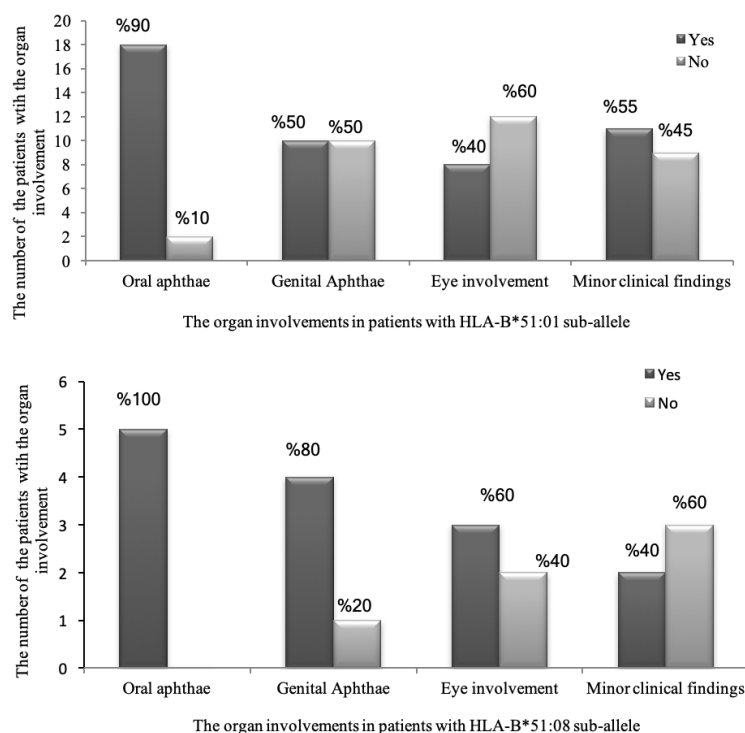 The number of the patients wtih the organ
involvement
20
18
16
14
12
10
8
6
4
2
0
%90
%10
%50
%50
%40
%60
%55
%45
Yes
No
Oral aphthae
Genital Aphthae
Eye involvement
Minor clinical findings
The organ involvements in patients with HLA-B*51:01 sub-allele
The number of the patients wtih the organ
involvement
6
5
4
3
2
1
0
%100
%80
%20
%60
%40
%40
%60
Yes
No
Oral aphthae
Genital Aphthae
Eye involvement
Minor clinical findings
The organ involvements in patients with HLA-B*51:08 sub-allele